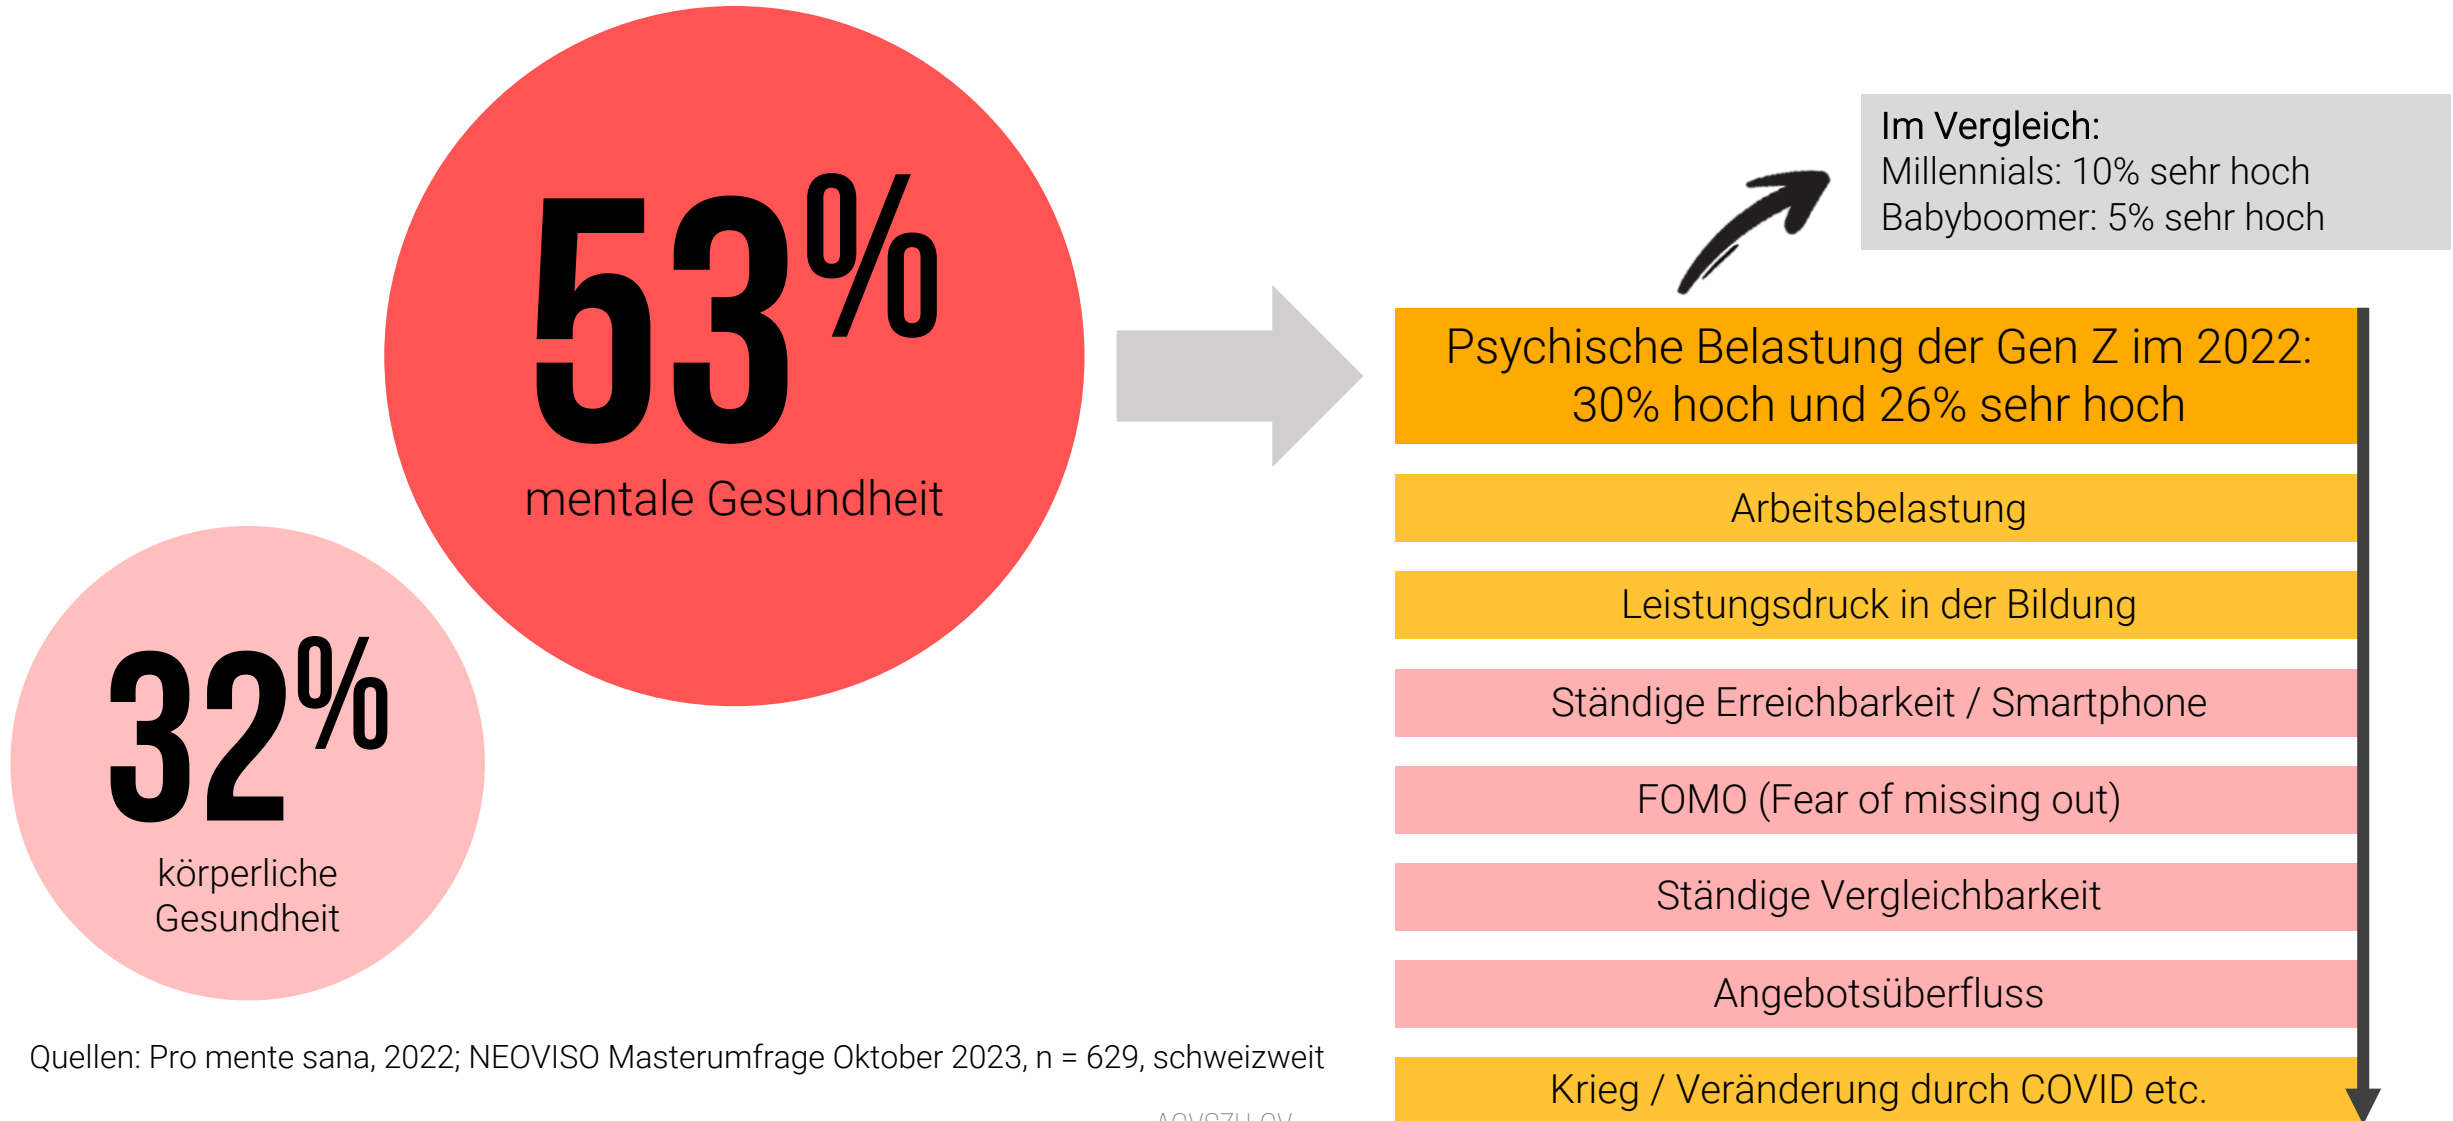 53%
mentale Gesundheit
32%
körperliche
Gesundheit
Im Vergleich:
Millennials: 10% sehr hoch
Babyboomer: 5% sehr hoch
Psychische Belastung der Gen Z im 2022:
30% hoch und 26% sehr hoch
Arbeitsbelastung
Leistungsdruck in der Bildung
Ständige Erreichbarkeit / Smartphone
FOMO (Fear of missing out)
Ständige Vergleichbarkeit
Angebotsüberfluss
Krieg / Veränderung durch COVID etc.
Quellen: Pro mente sana, 2022; NEOVISO Masterumfrage Oktober 2023, n = 629, schweizweit